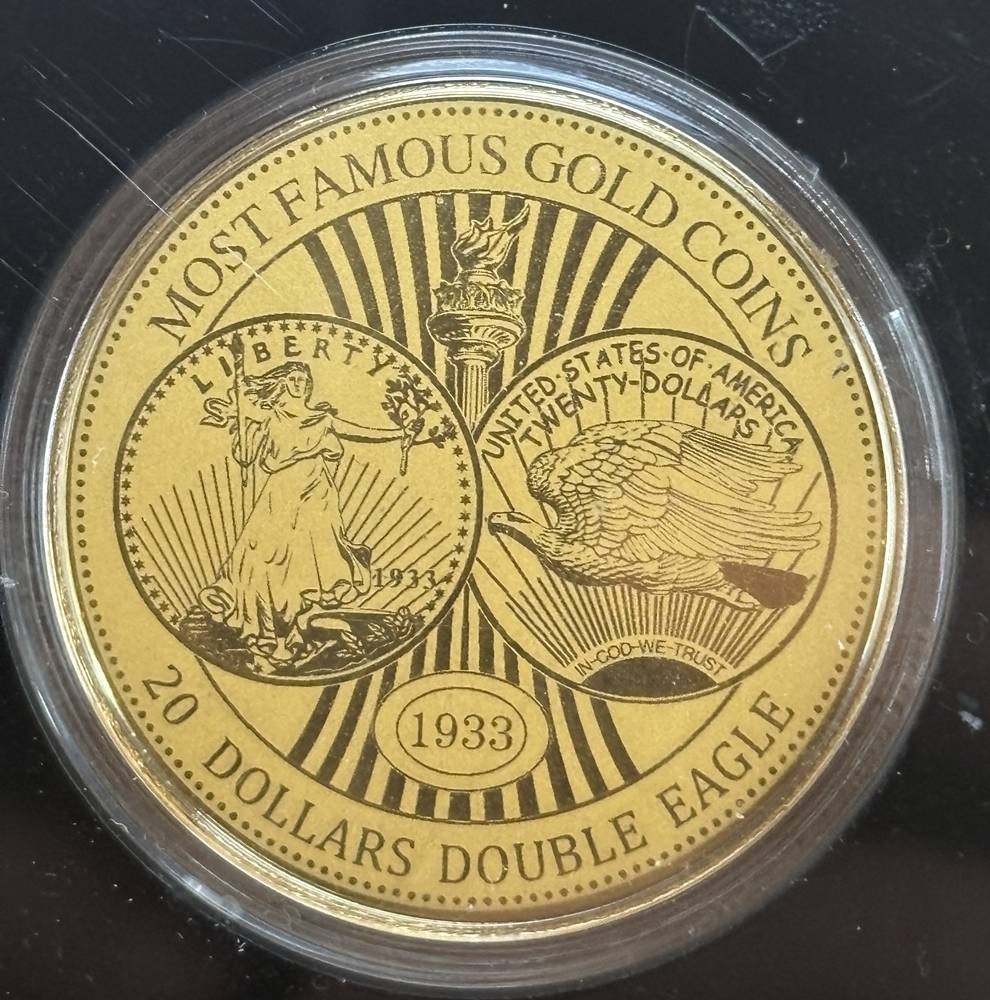 MOST FAMOUS GOLD COINS
LIBERTY
1933
UNITED·STATES·OF·AMERICA
TWENTY-DOLLARS
IN-GOD-WE-TRUST
1933
20 DOLLARS DOUBLE EAGLE